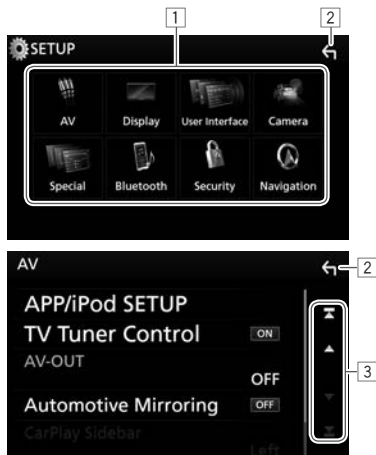 1 2
SETUP
AV Display User Interface Camera
Special Bluetooth Security Navigation
AV
2
APP/iPod SETUP
TV Tuner Control ON
AV-OUT
OFF
3
Automotive Mirroring OFF
CarPlay Sidebar
Left